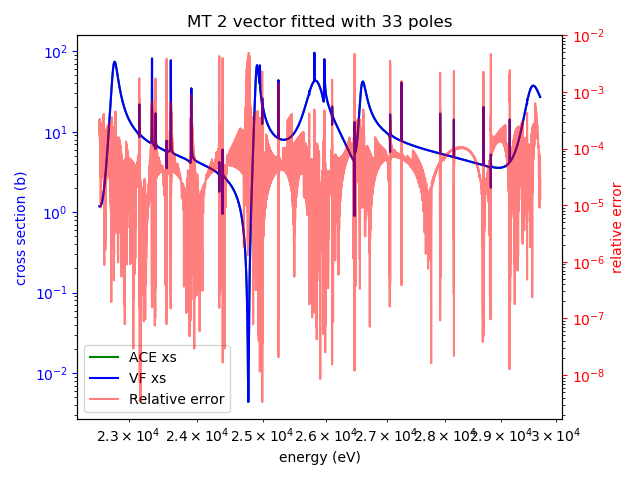 MT 2 vector fitted with 33 poles
10²
10¹
10⁰
10⁻¹
10⁻²
cross section (b)
10⁻²
10⁻³
10⁻⁴
10⁻⁵
10⁻⁶
10⁻⁷
10⁻⁸
relative error
ACE xs
VF xs
Relative error
2.3 × 10⁴ 2.4 × 10⁴ 2.5 × 10⁴ 2.6 × 10⁴ 2.7 × 10⁴ 2.8 × 10⁴ 2.9 × 10⁴ 3 × 10⁴
energy (eV)